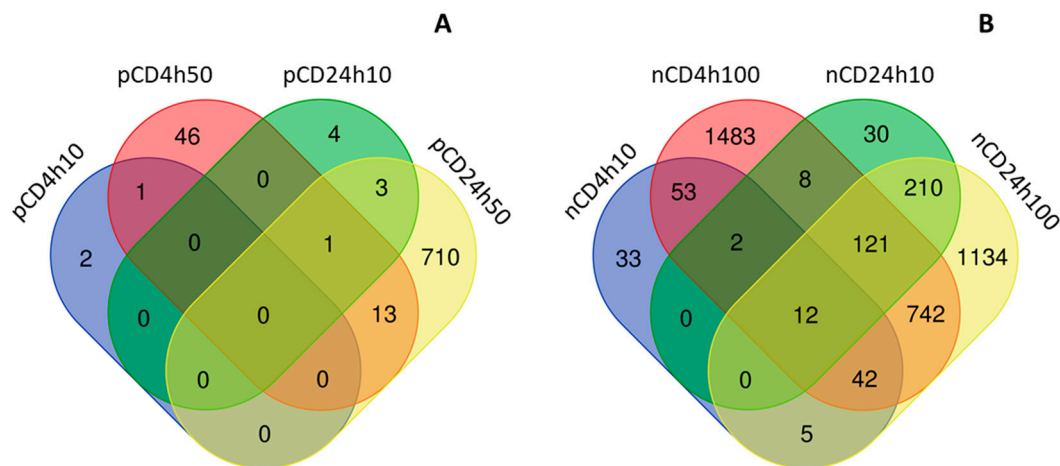 A
pCD4h50 pCD24h10
pCD4h10
pCD24h50
46 4
1 0 3
2 0 1 710
0 0 13
0 0
0
B
nCD4h100 nCD24h10
nCD4h10
nCD24h100
1483 30
53 8 210
33 2 121 1134
0 12 742
0 42
5